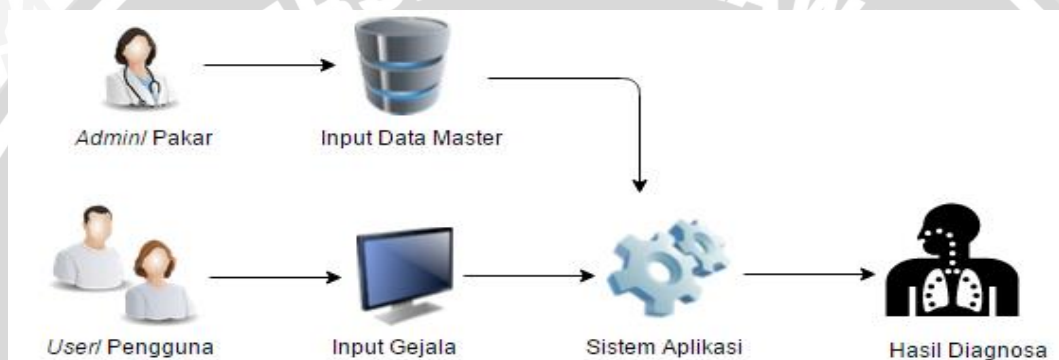 Admin/ Pakar
Input Data Master
User/ Pengguna
Input Gejala
Sistem Aplikasi
Hasil Diagnosa